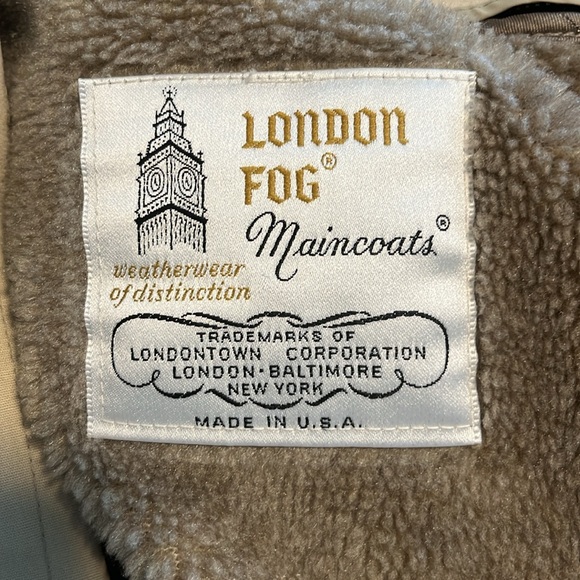 LONDON
FOG®
Maincoats®
weatherwear
of distinction
TRADEMARKS OF
LONDONTOWN CORPORATION
LONDON · BALTIMORE
NEW YORK
MADE IN U.S.A.